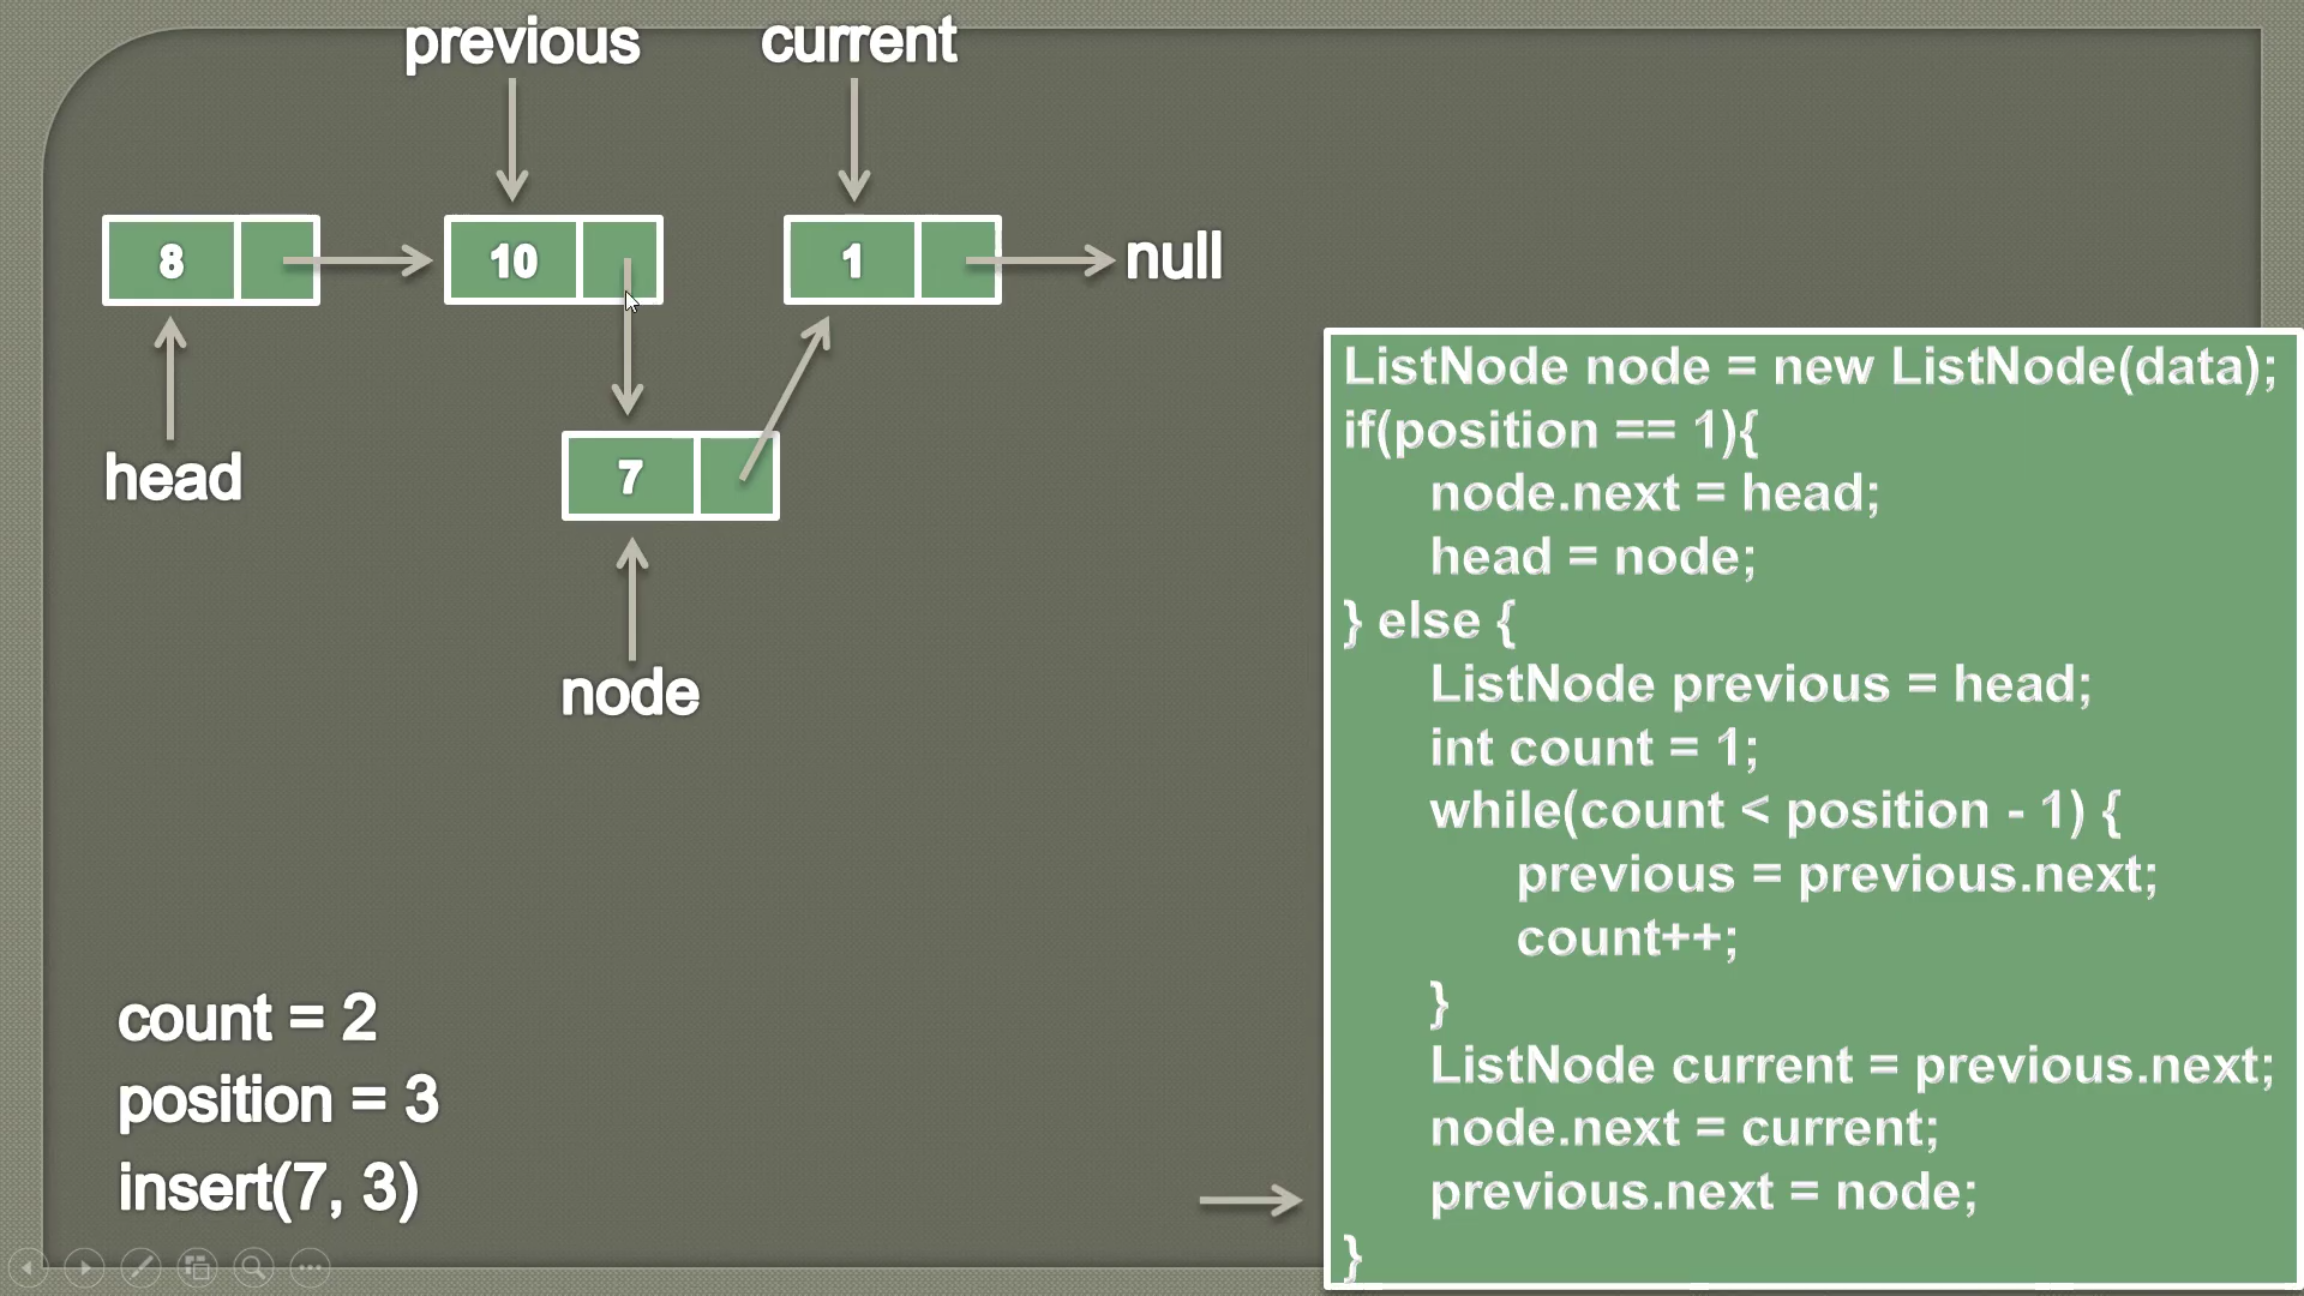 previous current
8 10 1 null
head
7
node
count = 2
position = 3
insert(7, 3)
ListNode node = new ListNode(data);
if(position == 1){
node.next = head;
head = node;
} else {
ListNode previous = head;
int count = 1;
while(count < position - 1) {
previous = previous.next;
count++;
}
ListNode current = previous.next;
node.next = current;
previous.next = node;
}